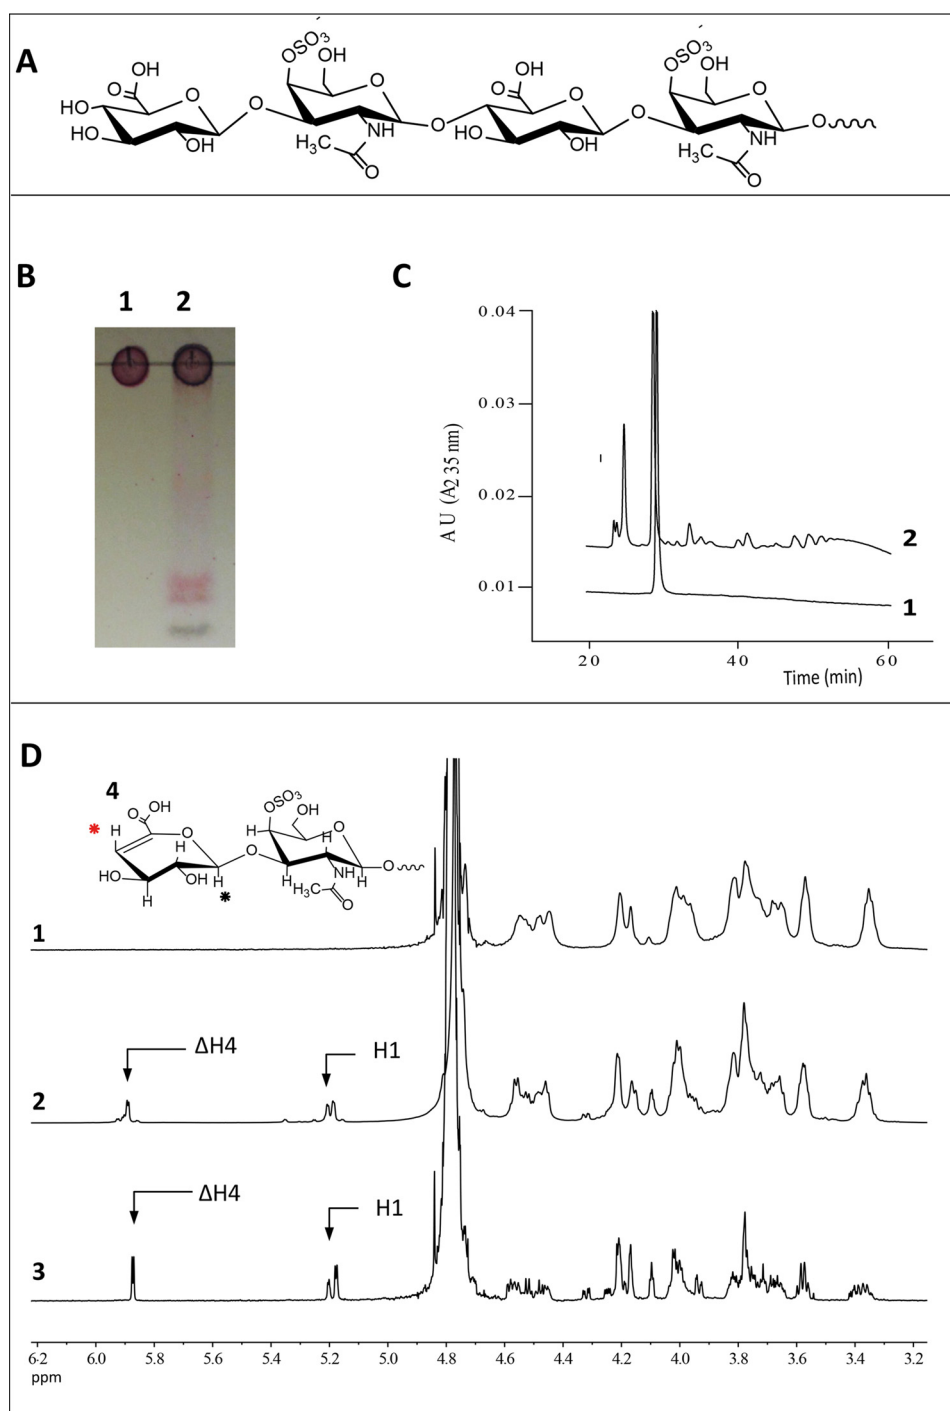 A
OSO3-
OH
OH
O
O
HO
HO
OH
O
O
NH
H3C
O
O
OH
O
O
HO
OH
O
OSO3-
OH
O
NH
H3C
O
O
B
1 2
C
0.04
0.03
0.02
0.01
AU (A235 nm)
2
1
20 40 60
Time (min)
D
4
OH
O
* H
O
H
HO
H
OH
H
*
O
OSO3-
OH
H
O
H
H
NH
H3C
O
H
O
1
ΔH4
H1
2
ΔH4
H1
3
6-2 6.0 5.8 5.6 5.4 5.2 5.0 4.8 4.6 4.4 4.2 4.0 3.8 3.6 3.4 3.2
ppm